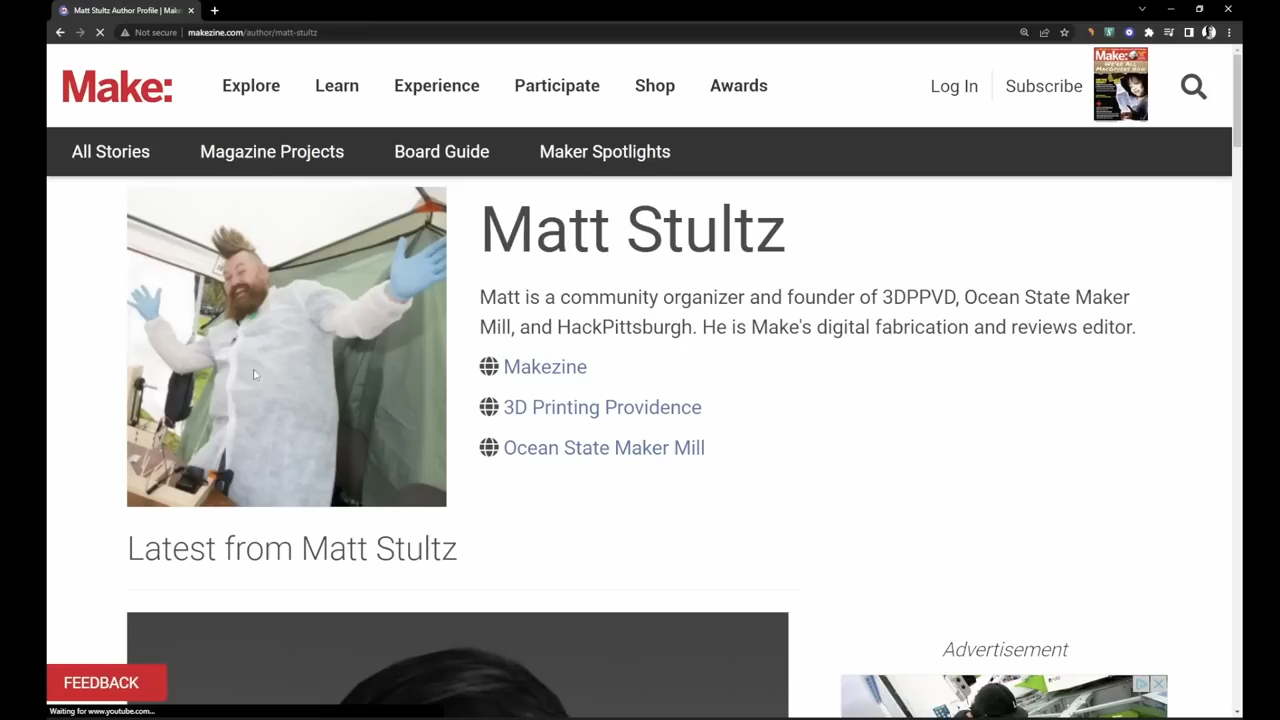 Matt Stultz Author Profile | Make
Not secure
makezine.com/author/matt-stultz
Make:
Explore
Learn
Experience
Participate
Shop
Awards
Log In
Subscribe
Make:
All Stories
Magazine Projects
Board Guide
Maker Spotlights
Matt Stultz
Matt is a community organizer and founder of 3DPPVD, Ocean State Maker
Mill, and HackPittsburgh. He is Make's digital fabrication and reviews editor.
Makezine
3D Printing Providence
Ocean State Maker Mill
Latest from Matt Stultz
Advertisement
FEEDBACK
Waiting for www.youtube.com...